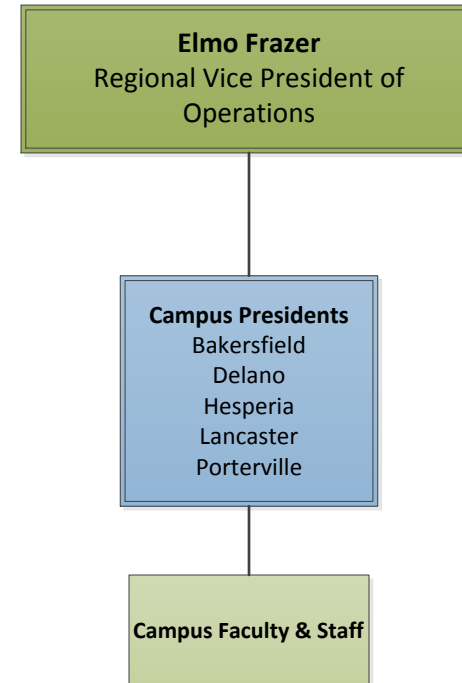 Elmo Frazer
Regional Vice President of
Operations
Campus Presidents
Bakersfield
Delano
Hesperia
Lancaster
Porterville
Campus Faculty & Staff